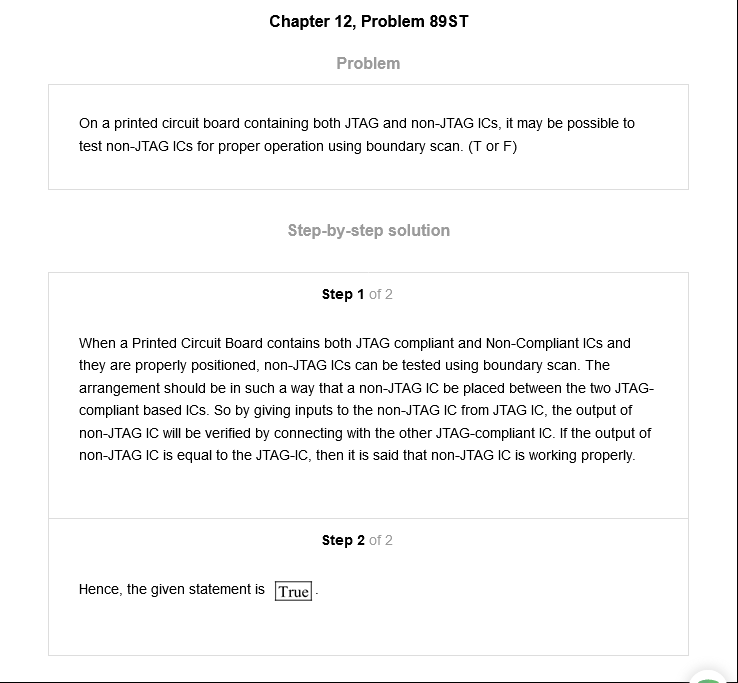 Chapter 12, Problem 89ST
Problem
On a printed circuit board containing both JTAG and non-JTAG ICs, it may be possible to
test non-JTAG ICs for proper operation using boundary scan. (T or F)
Step-by-step solution
Step 1 of 2
When a Printed Circuit Board contains both JTAG compliant and Non-Compliant ICs and
they are properly positioned, non-JTAG ICs can be tested using boundary scan. The
arrangement should be in such a way that a non-JTAG IC be placed between the two JTAG-
compliant based ICs. So by giving inputs to the non-JTAG IC from JTAG IC, the output of
non-JTAG IC will be verified by connecting with the other JTAG-compliant IC. If the output of
non-JTAG IC is equal to the JTAG-IC, then it is said that non-JTAG IC is working properly.
Step 2 of 2
Hence, the given statement is True.